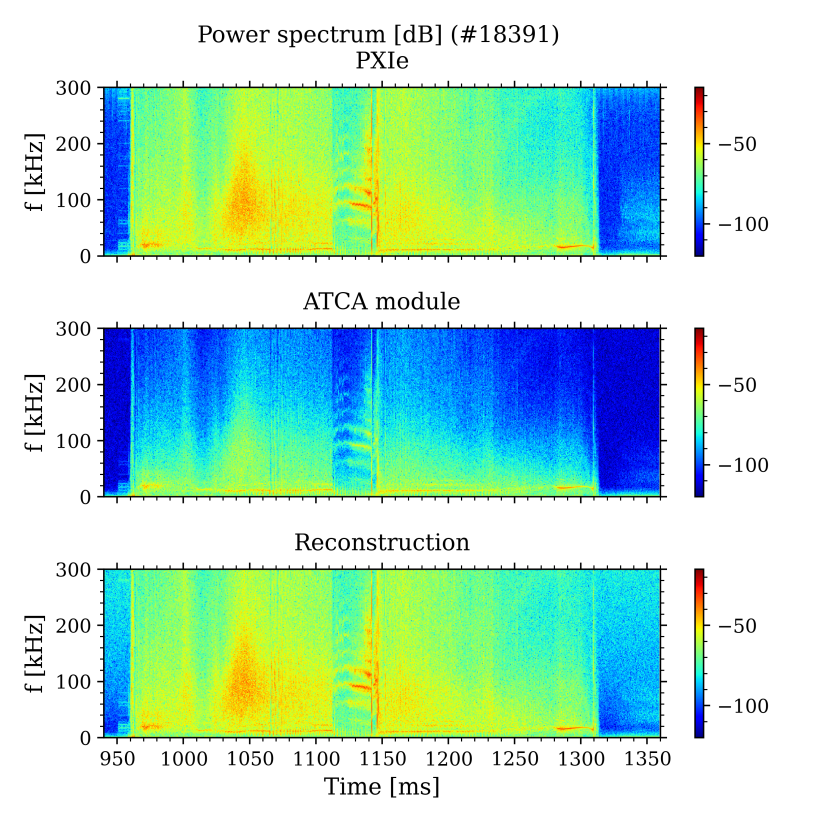 Power spectrum [dB] (#18391)
PXIe
300
200
100
0
f [kHz]
−50
−100
ATCA module
300
200
100
0
f [kHz]
−50
−100
Reconstruction
300
200
100
0
f [kHz]
−50
−100
950 1000 1050 1100 1150 1200 1250 1300 1350
Time [ms]